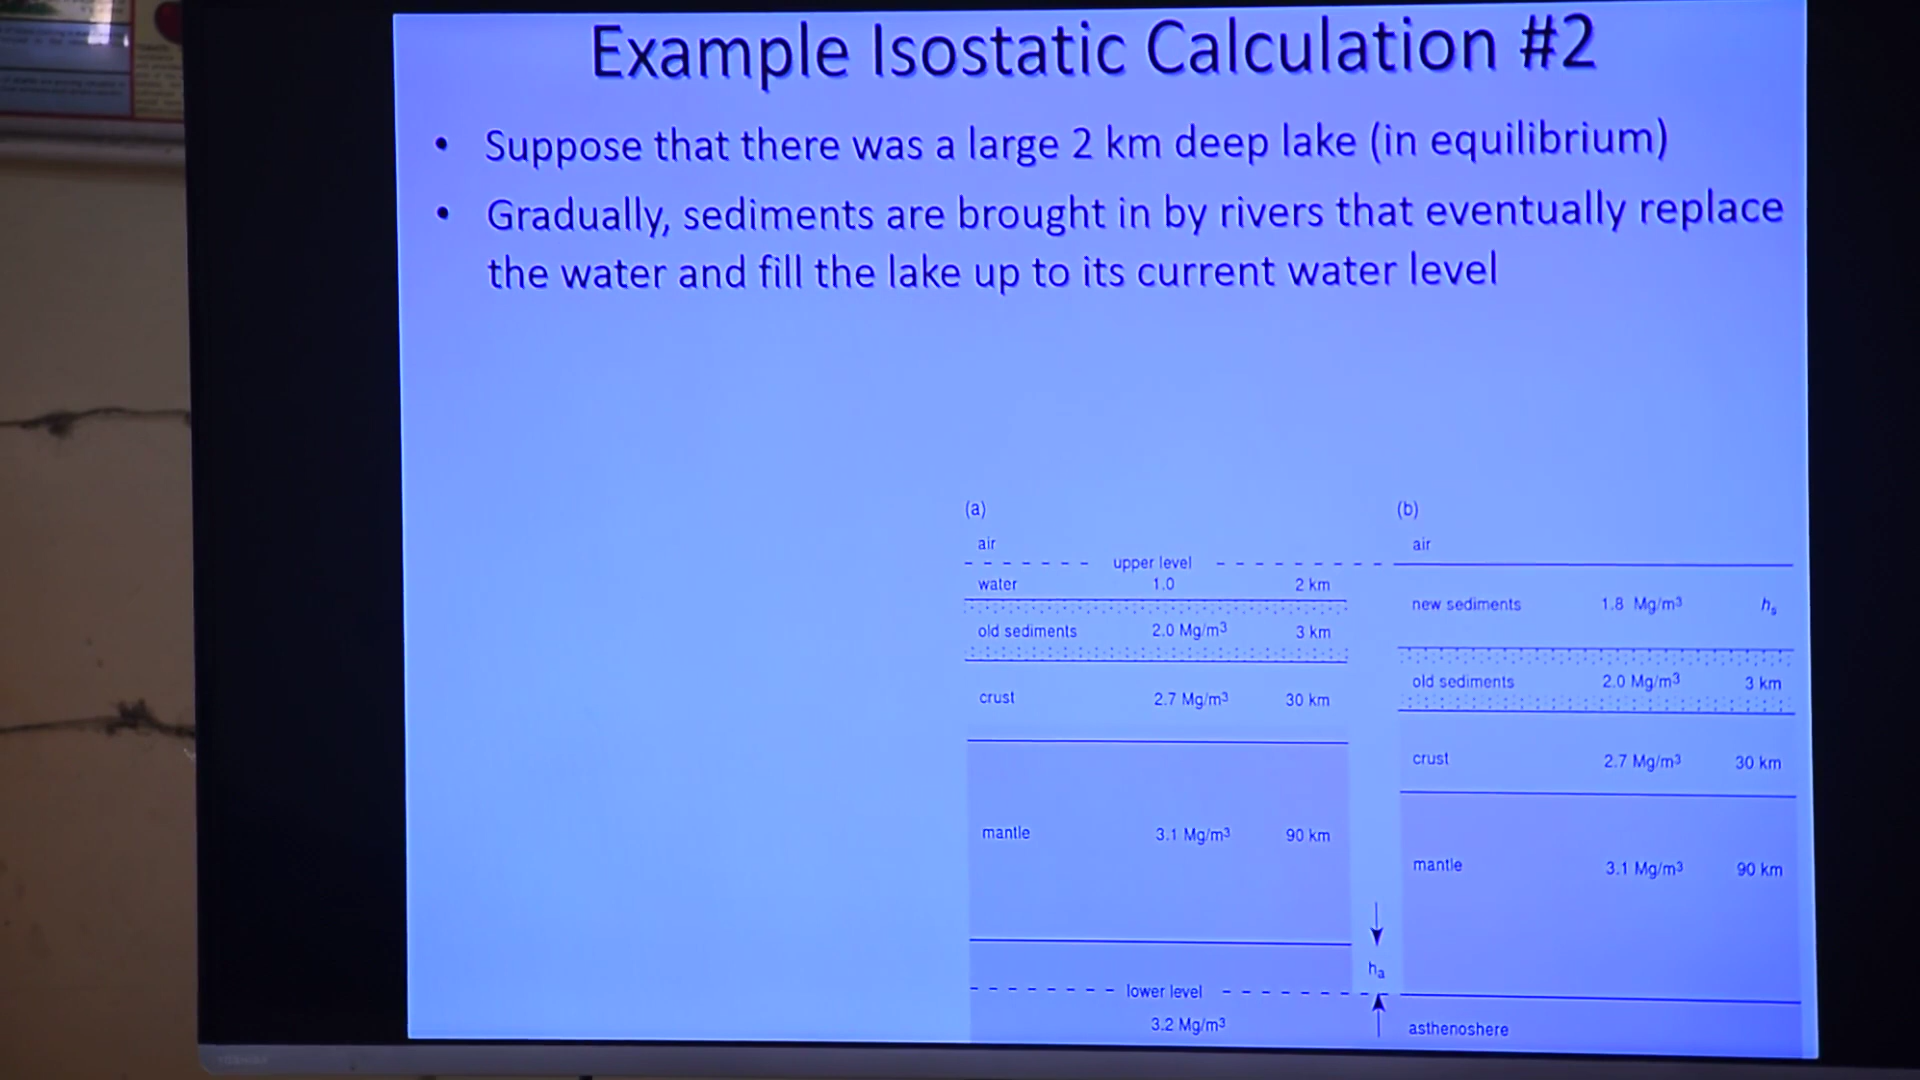 Example Isostatic Calculation #2
• Suppose that there was a large 2 km deep lake (in equilibrium)
• Gradually, sediments are brought in by rivers that eventually replace
the water and fill the lake up to its current water level
(a)
air
upper level
water 1.0 2 km
old sediments 2.0 Mg/m³ 3 km
crust 2.7 Mg/m³ 30 km
mantle 3.1 Mg/m³ 90 km
lower level
3.2 Mg/m³
hₐ
(b)
air
new sediments 1.8 Mg/m³ hₛ
old sediments 2.0 Mg/m³ 3 km
crust 2.7 Mg/m³ 30 km
mantle 3.1 Mg/m³ 90 km
asthenoshere
TOSHIBA